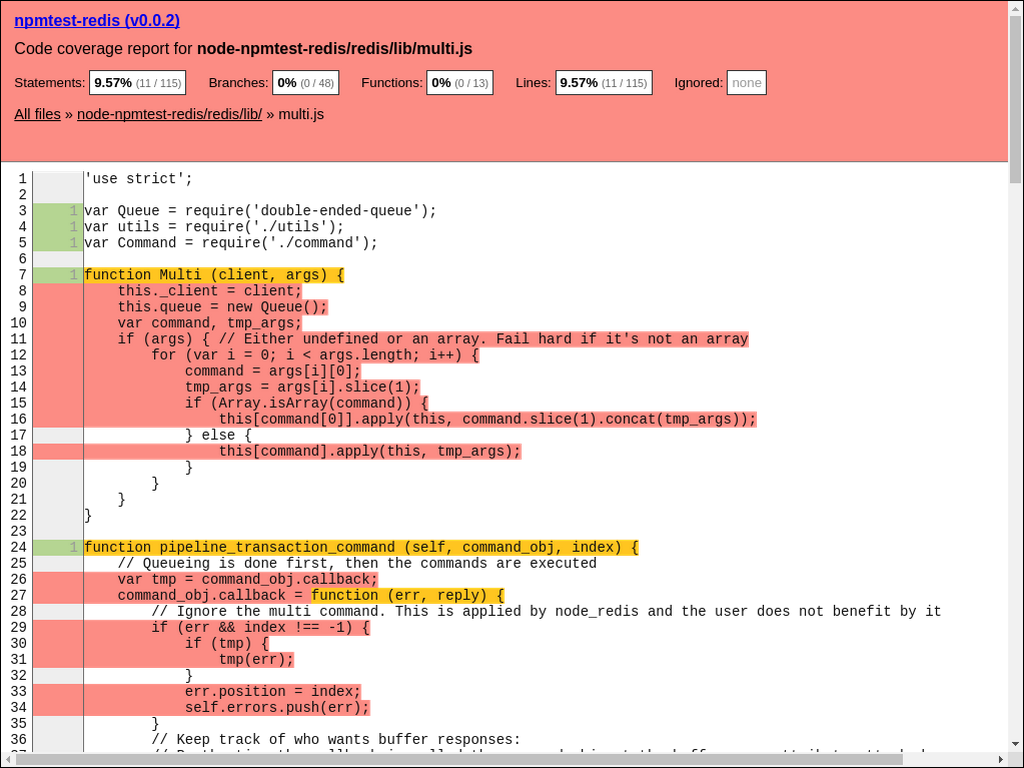 npmtest-redis (v0.0.2)
Code coverage report for node-npmtest-redis/redis/lib/multi.js
Statements: 9.57% (11 / 115) Branches: 0% (0 / 48) Functions: 0% (0 / 13) Lines: 9.57% (11 / 115) Ignored: none
All files » node-npmtest-redis/redis/lib/ » multi.js
1 'use strict';
2
3 1 var Queue = require('double-ended-queue');
4 1 var utils = require('./utils');
5 1 var Command = require('./command');
6
7 1 function Multi (client, args) {
8 this._client = client;
9 this.queue = new Queue();
10 var command, tmp_args;
11 if (args) { // Either undefined or an array. Fail hard if it's not an array
12 for (var i = 0; i < args.length; i++) {
13 command = args[i][0];
14 tmp_args = args[i].slice(1);
15 if (Array.isArray(command)) {
16 this[command[0]].apply(this, command.slice(1).concat(tmp_args));
17 } else {
18 this[command].apply(this, tmp_args);
19 }
20 }
21 }
22 }
23
24 1 function pipeline_transaction_command (self, command_obj, index) {
25 // Queueing is done first, then the commands are executed
26 var tmp = command_obj.callback;
27 command_obj.callback = function (err, reply) {
28 // Ignore the multi command. This is applied by node_redis and the user does not benefit by it
29 if (err && index !== -1) {
30 if (tmp) {
31 tmp(err);
32 }
33 err.position = index;
34 self.errors.push(err);
35 }
36 // Keep track of who wants buffer responses: